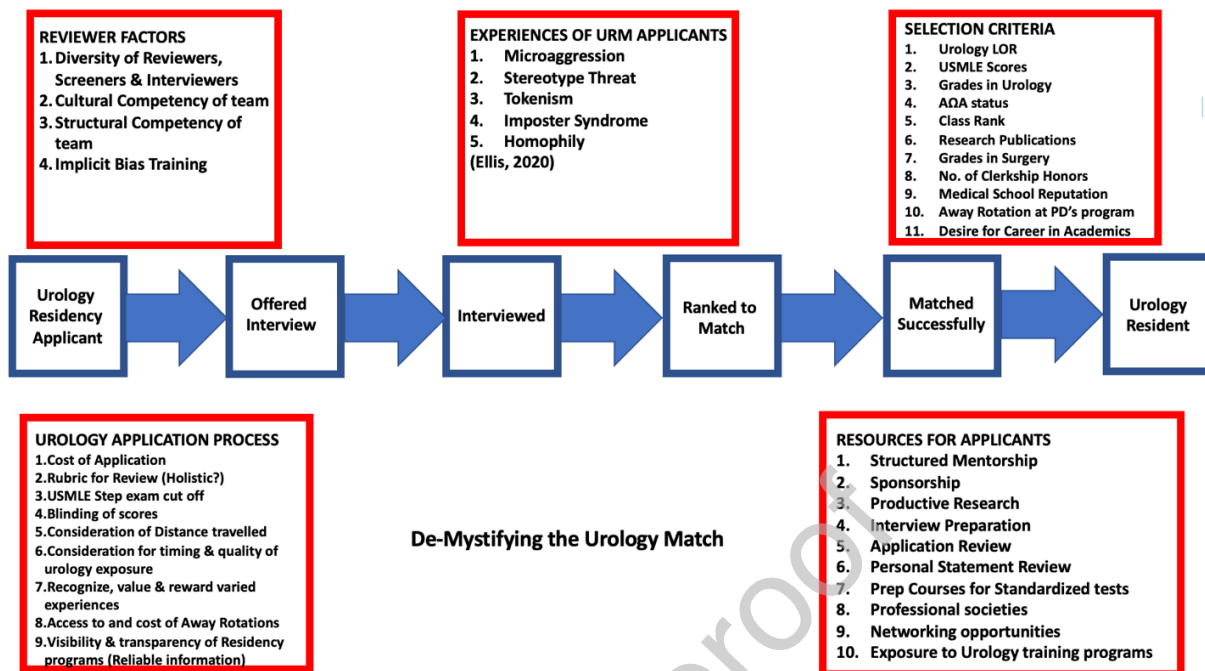 REVIEWER FACTORS
1. Diversity of Reviewers,
Screeners & Interviewers
2. Cultural Competency of team
3. Structural Competency of
team
4. Implicit Bias Training
EXPERIENCES OF URM APPLICANTS
1. Microaggression
2. Stereotype Threat
3. Tokenism
4. Imposter Syndrome
5. Homophily
(Ellis, 2020)
SELECTION CRITERIA
1. Urology LOR
2. USMLE Scores
3. Grades in Urology
4. AΩA status
5. Class Rank
6. Research Publications
7. Grades in Surgery
8. No. of Clerkship Honors
9. Medical School Reputation
10. Away Rotation at PD's program
11. Desire for Career in Academics
Urology
Residency
Applicant
Offered
Interview
Interviewed
Ranked to
Match
Matched
Successfully
Urology
Resident
UROLOGY APPLICATION PROCESS
1.Cost of Application
2.Rubric for Review (Holistic?)
3.USMLE Step exam cut off
4.Blinding of scores
5.Consideration of Distance travelled
6.Consideration for timing & quality of
urology exposure
7.Recognize, value & reward varied
experiences
8.Access to and cost of Away Rotations
9.Visibility & transparency of Residency
programs (Reliable information)
De-Mystifying the Urology Match
RESOURCES FOR APPLICANTS
1. Structured Mentorship
2. Sponsorship
3. Productive Research
4. Interview Preparation
5. Application Review
6. Personal Statement Review
7. Prep Courses for Standardized tests
8. Professional societies
9. Networking opportunities
10. Exposure to Urology training programs
proof